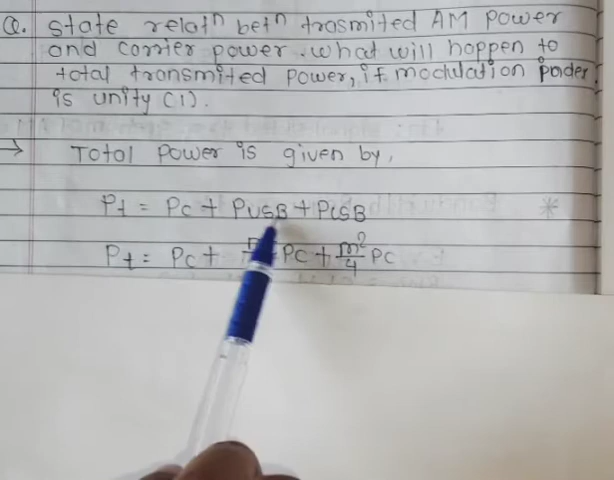 Q. state relatⁿ betⁿ trasmited AM power
and carrier power. what will happen to
total transmited power, if modulation index
is unity (1).
→ Total power is given by,
Pt = Pc + PUSB + PLSB *
Pt = Pc + Pc + m²/4 Pc